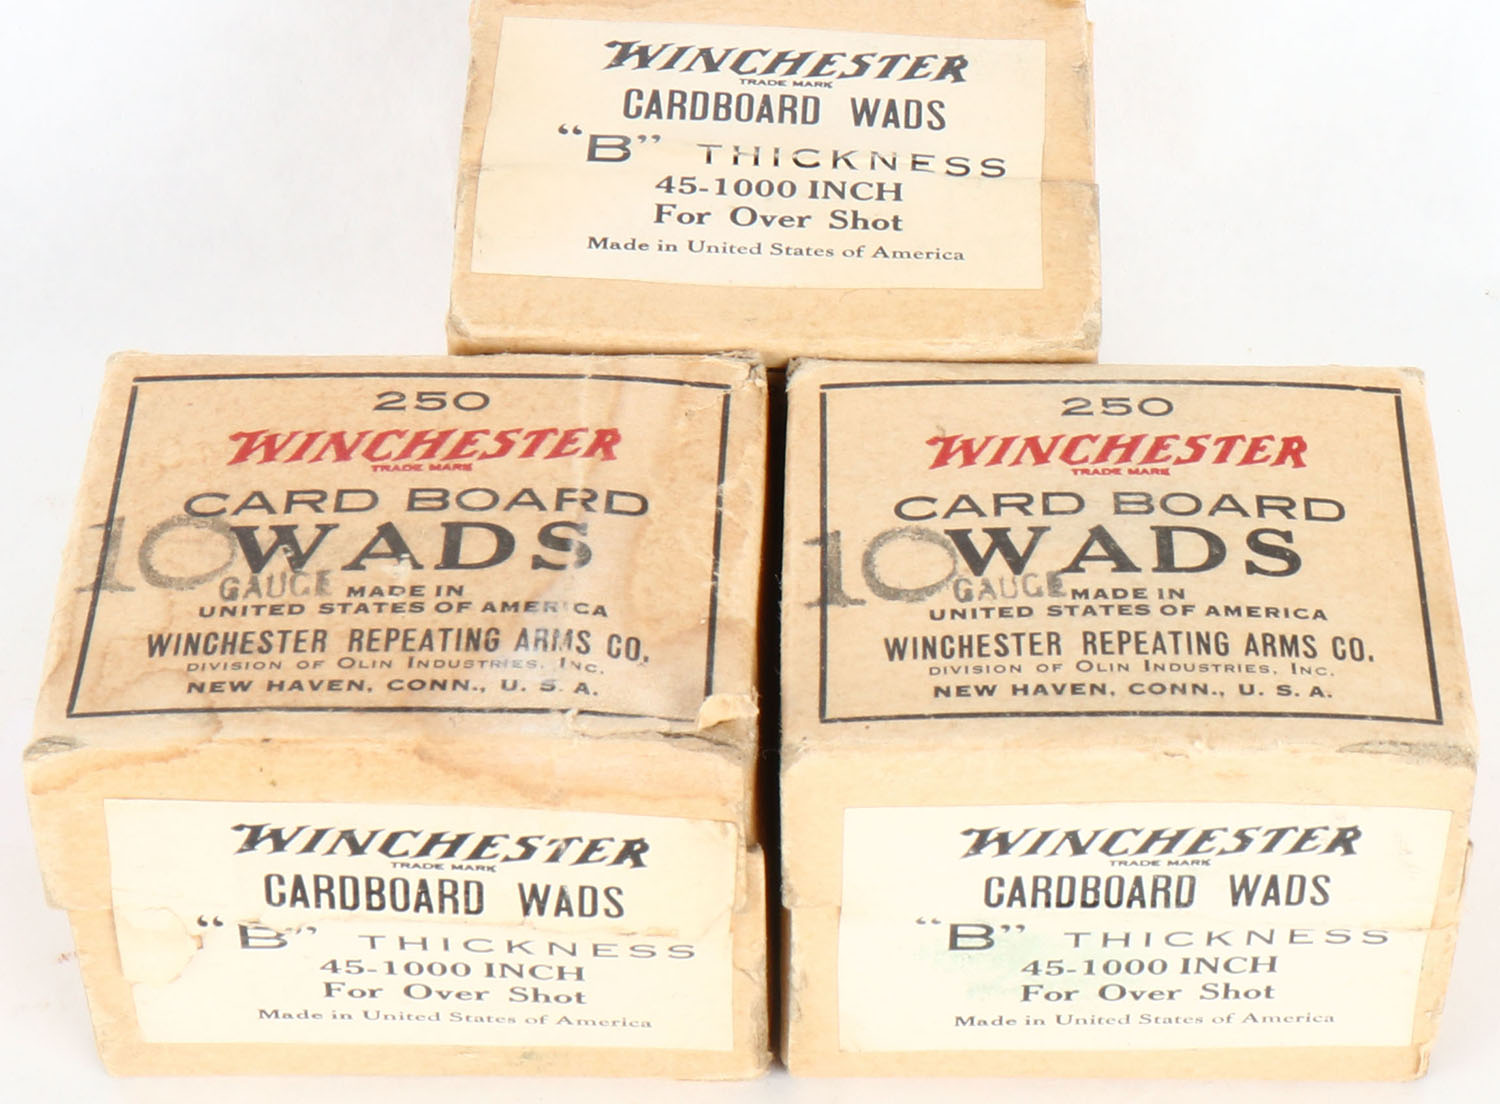 WINCHESTER
TRADE MARK
CARDBOARD WADS
"B" THICKNESS
45-1000 INCH
For Over Shot
Made in United States of America
250
WINCHESTER
TRADE MARK
CARD BOARD
WADS
10
GAUGE
MADE IN
UNITED STATES OF AMERICA
WINCHESTER REPEATING ARMS CO.
DIVISION OF OLIN INDUSTRIES, INC.
NEW HAVEN, CONN., U. S. A.
WINCHESTER
TRADE MARK
CARDBOARD WADS
"B" THICKNESS
45-1000 INCH
For Over Shot
Made in United States of America
250
WINCHESTER
TRADE MARK
CARD BOARD
WADS
10
GAUGE
MADE IN
UNITED STATES OF AMERICA
WINCHESTER REPEATING ARMS CO.
DIVISION OF OLIN INDUSTRIES, INC.
NEW HAVEN, CONN., U. S. A.
WINCHESTER
TRADE MARK
CARDBOARD WADS
"B" THICKNESS
45-1000 INCH
For Over Shot
Made in United States of America